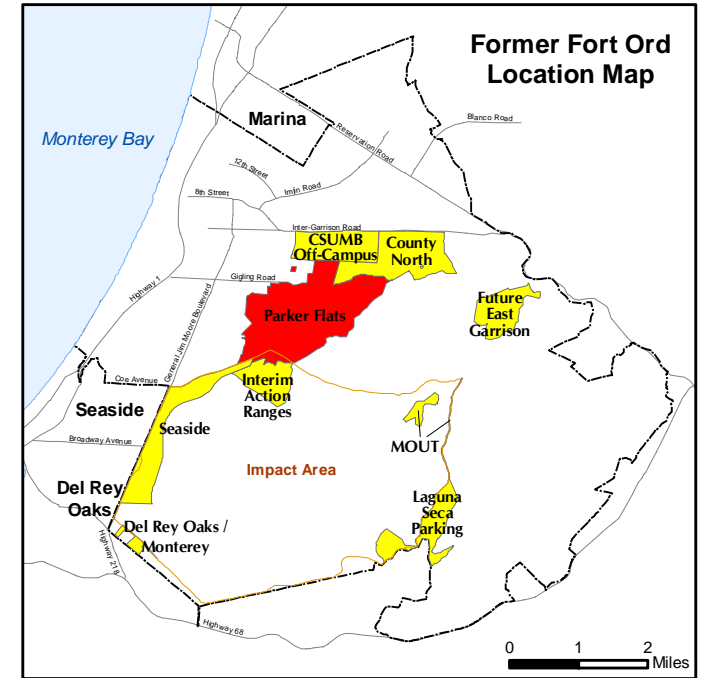 Former Fort Ord
Location Map
Marina
Monterey Bay
Blanco Road
Reservation Road
12th Street
Imjin Road
8th Street
Inter-Garrison Road
CSUMB
Off-Campus
County
North
Gigling Road
Highway 1
General Jim Moore Boulevard
Parker Flats
Future
East
Garrison
Coe Avenue
Interim
Action
Ranges
Seaside
Seaside
Broadway Avenue
MOUT
Impact Area
Del Rey
Oaks
Laguna
Seca
Parking
Del Rey Oaks /
Monterey
Highway 218
Highway 68
0 1 2
Miles